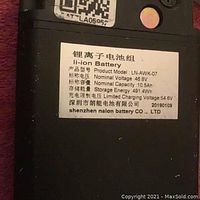 LA0606
锂离子电池组
li-ion Battery
产品型号: Product Model: LN-AWK-07
标称电压: Nominal Voltage: 46.8V
标称容量: Nominal Capacity: 10.5Ah
存储能量: Storage Energy: 491.4Wh
充电限制电压 Limited Charging Voltage:54.6V
深圳市朗能电池有限公司 20180109
shenzhen nalon battery CO ., LTD
Copyright 2021 - MaxSold.com